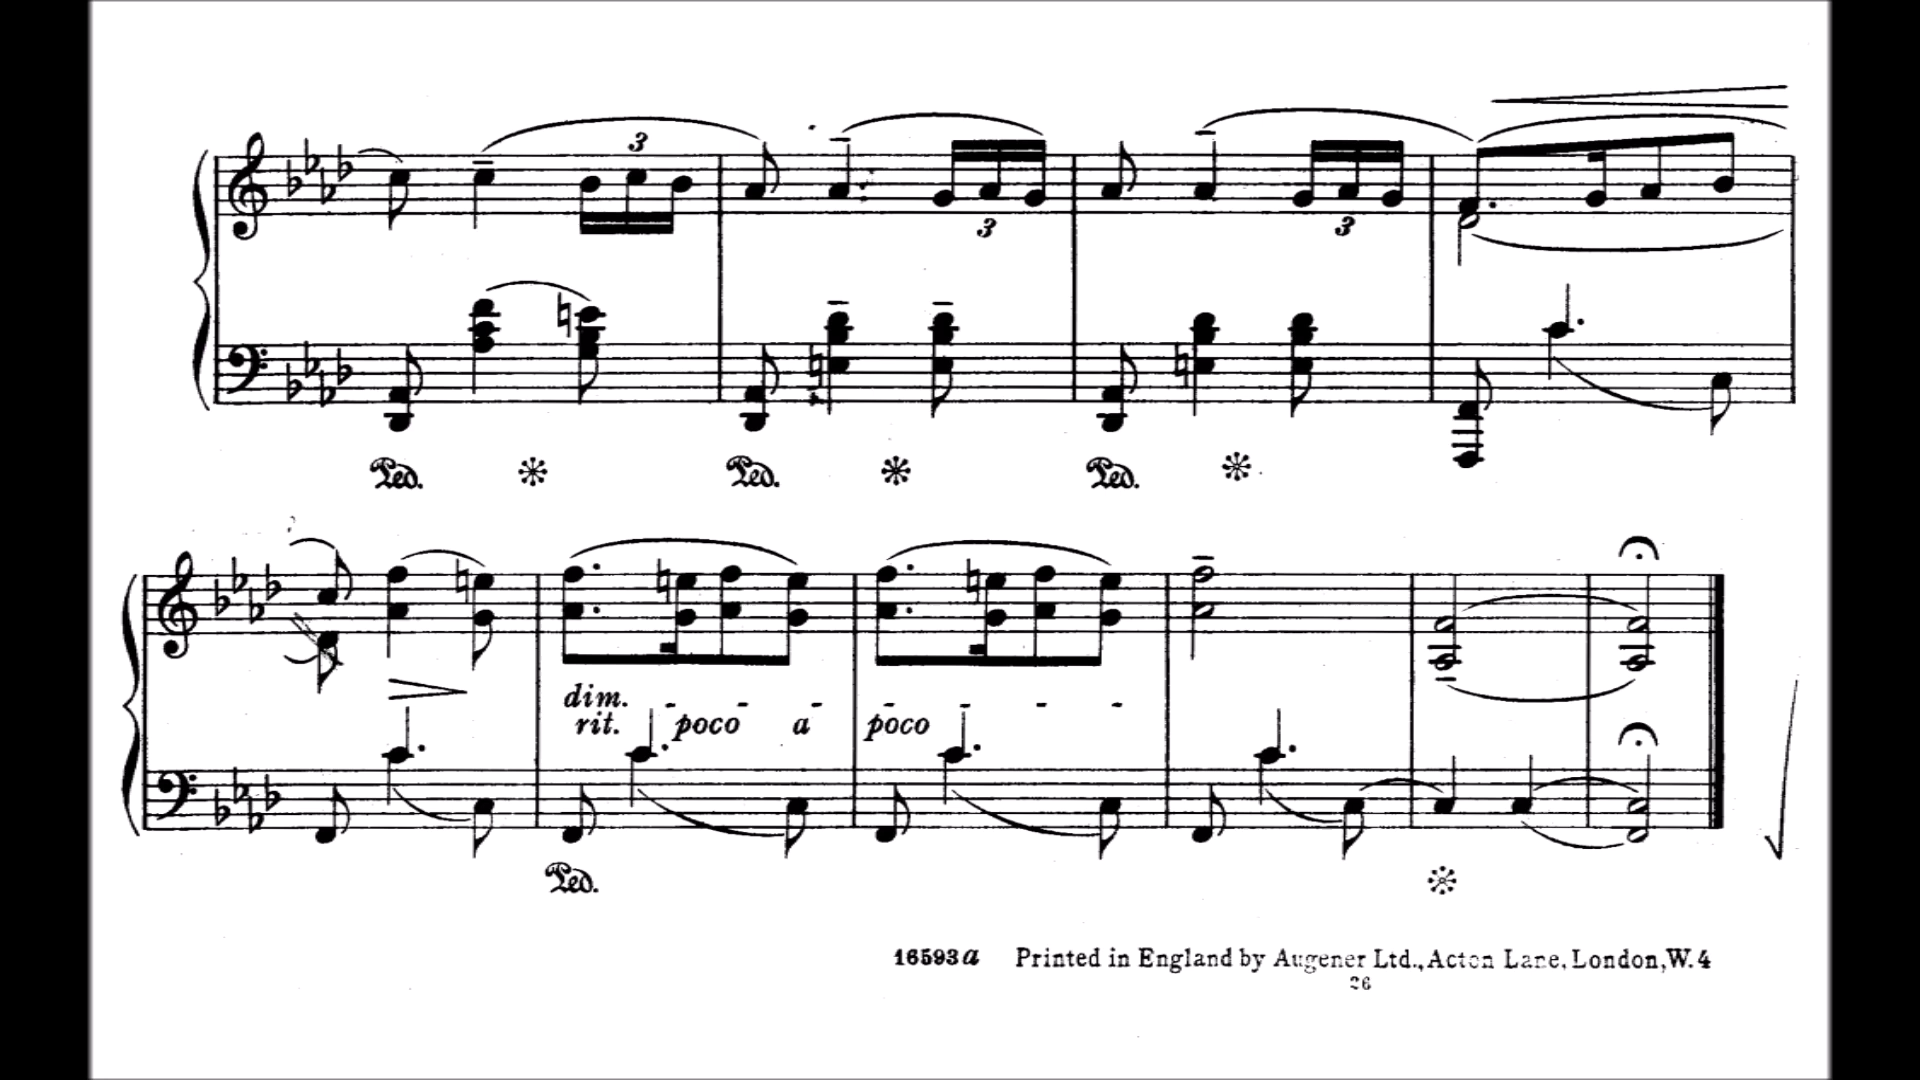 3
3
3
Ped. * Ped. * Ped. *
dim. - - - - - - -
rit. poco a poco
Ped. *
16593a Printed in England by Augener Ltd., Acton Lane, London, W. 4
26